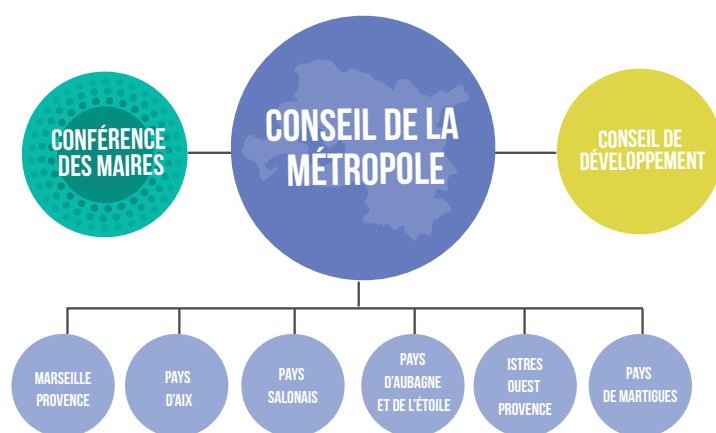 CONFÉRENCE
DES MAIRES
CONSEIL DE LA
MÉTROPOLE
CONSEIL DE
DÉVELOPPEMENT
MARSEILLE
PROVENCE
PAYS
D'AIX
PAYS
SALONAIS
PAYS
D'AUBAGNE
ET DE L'ÉTOILE
ISTRES
OUEST
PROVENCE
PAYS
DE MARTIGUES